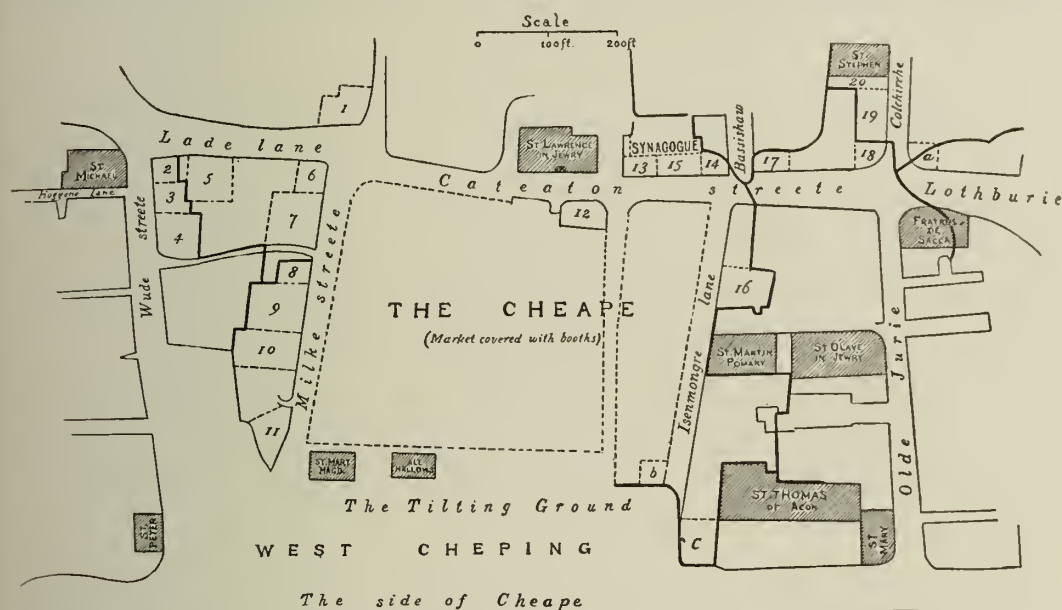 Scale
0 100ft. 200ft
ST STEPHEN
20
19
Colchirche
1
Lade lane
ST LAWRENCE IN JEWRY
SYNAGOGUE
13 15 14
Bassishaw
17
18
a
ST MICHAEL
Huggene Lane
2
5
6
3
4
7
Cateaton streete
Lothburie
12
FRATRES DE SACCA
Wude streete
Milke streete
8
9
10
11
THE CHEAPE
(Market covered with booths)
Isenmongre lane
16
ST MARTIN POMARY
ST OLAVE IN JEWRY
Olde Jurie
ST MART MAGD.
ALL HALLOWS
b
ST. THOMAS OF ACON
The Tilting Ground
ST. PETER
WEST CHEPING
C
ST MARY
The side of Cheape